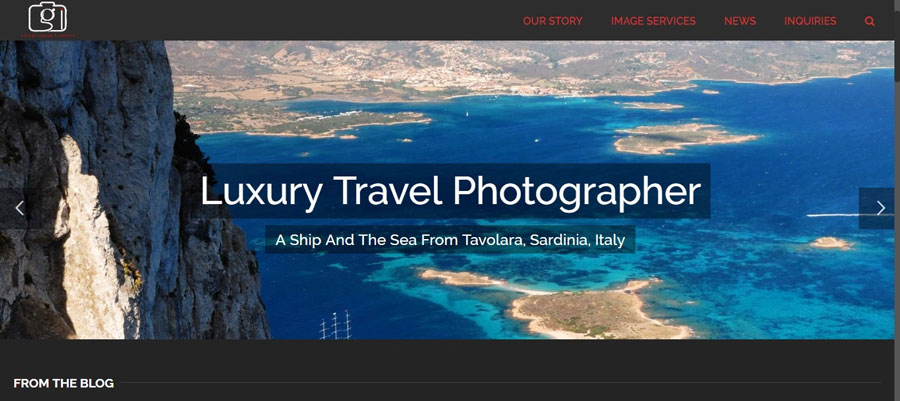 g
OUR STORY
IMAGE SERVICES
NEWS
INQUIRIES
Luxury Travel Photographer
A Ship And The Sea From Tavolara, Sardinia, Italy
FROM THE BLOG